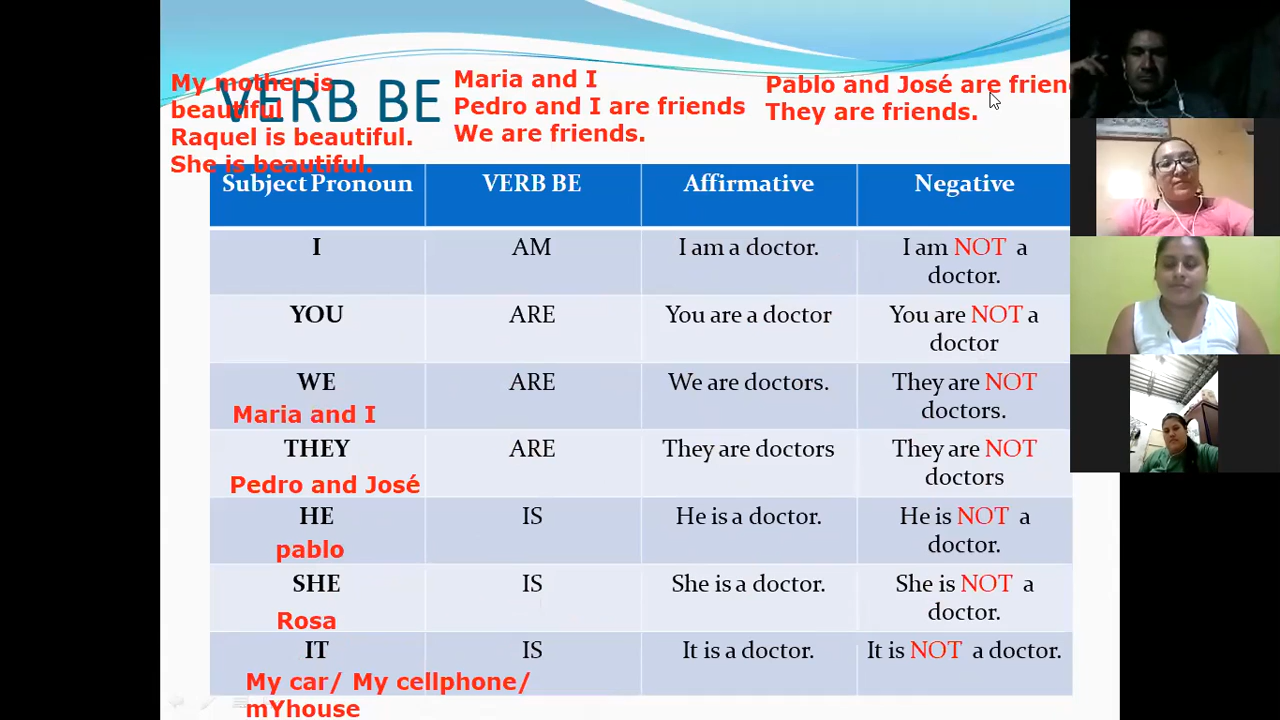 My mother is
beautiful
Raquel is beautiful.
She is beautiful.
VERB BE
Maria and I
Pedro and I are friends
We are friends.
Pablo and José are frien
They are friends.
Subject Pronoun VERB BE Affirmative Negative
I AM I am a doctor. I am NOT a
doctor.
YOU ARE You are a doctor You are NOT a
doctor
WE ARE We are doctors. They are NOT
Maria and I doctors.
THEY ARE They are doctors They are NOT
Pedro and José doctors
HE IS He is a doctor. He is NOT a
pablo doctor.
SHE IS She is a doctor. She is NOT a
Rosa doctor.
IT IS It is a doctor. It is NOT a doctor.
My car/ My cellphone/
mYhouse